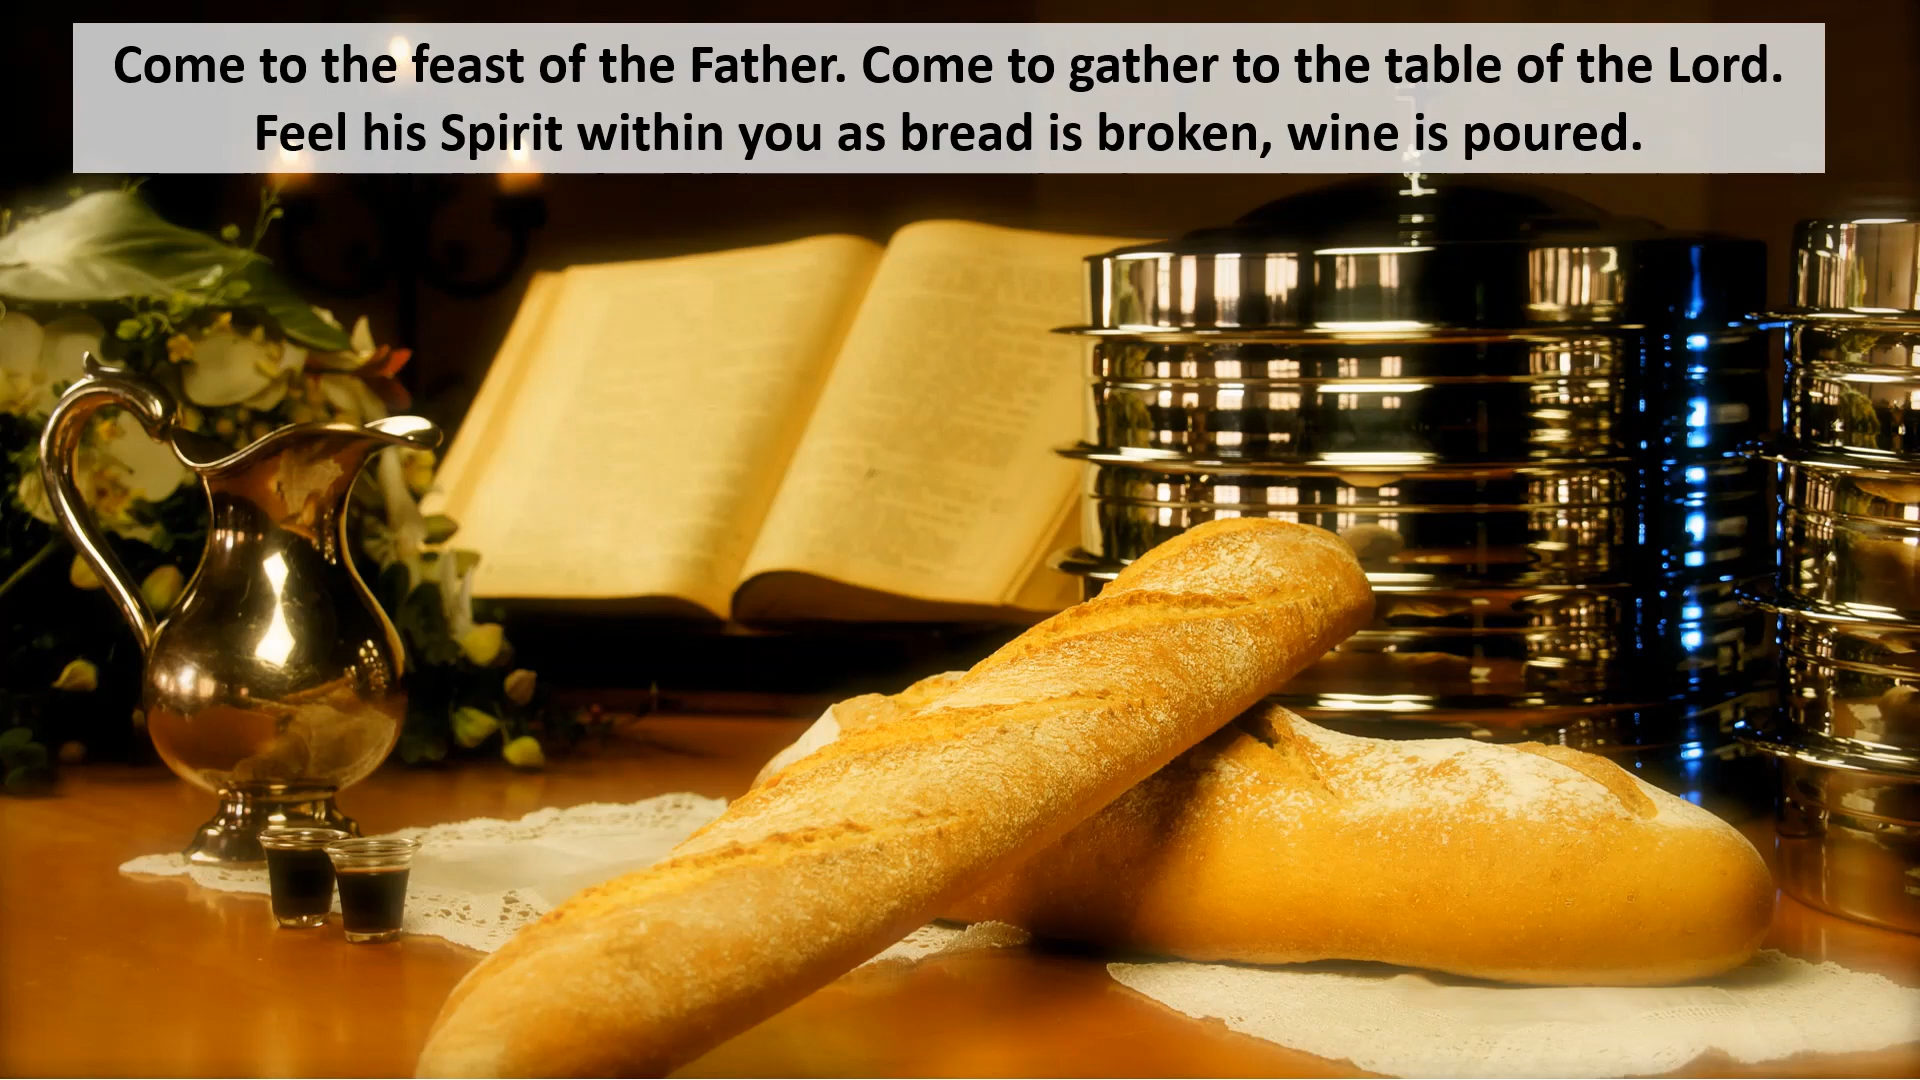 Come to the feast of the Father. Come to gather to the table of the Lord.
Feel his Spirit within you as bread is broken, wine is poured.